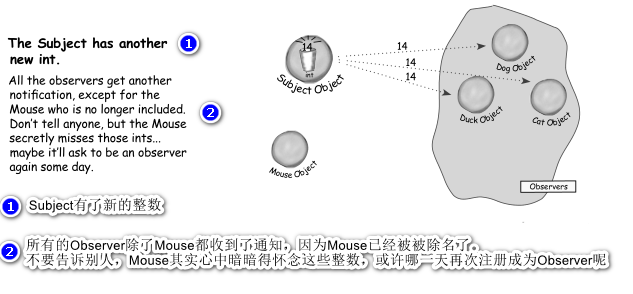 The Subject has another
new int.
1
All the observers get another
notification, except for the
Mouse who is no longer included.
Don't tell anyone, but the Mouse
secretly misses those ints...
maybe it'll ask to be an observer
again some day.
2
14
int
Subject Object
14
14
14
Dog Object
Cat Object
Duck Object
Mouse Object
Observers
1 Subject有了新的整数
2 所有的Observer除了Mouse都收到了通知，因为Mouse已经被被除名了。
不要告诉别人，Mouse其实心中暗暗得怀念这些整数，或许哪一天再次注册成为Observer呢